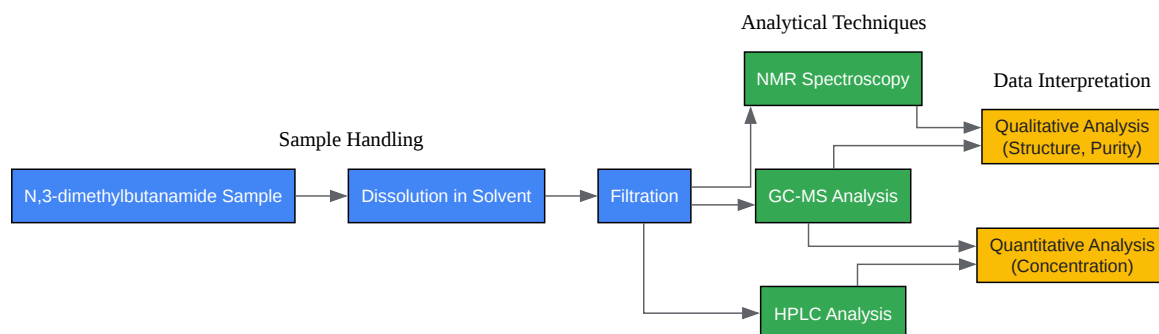 Analytical Techniques
NMR Spectroscopy
Data Interpretation
Qualitative Analysis
(Structure, Purity)
Sample Handling
N,3-dimethylbutanamide Sample
Dissolution in Solvent
Filtration
GC-MS Analysis
Quantitative Analysis
(Concentration)
HPLC Analysis